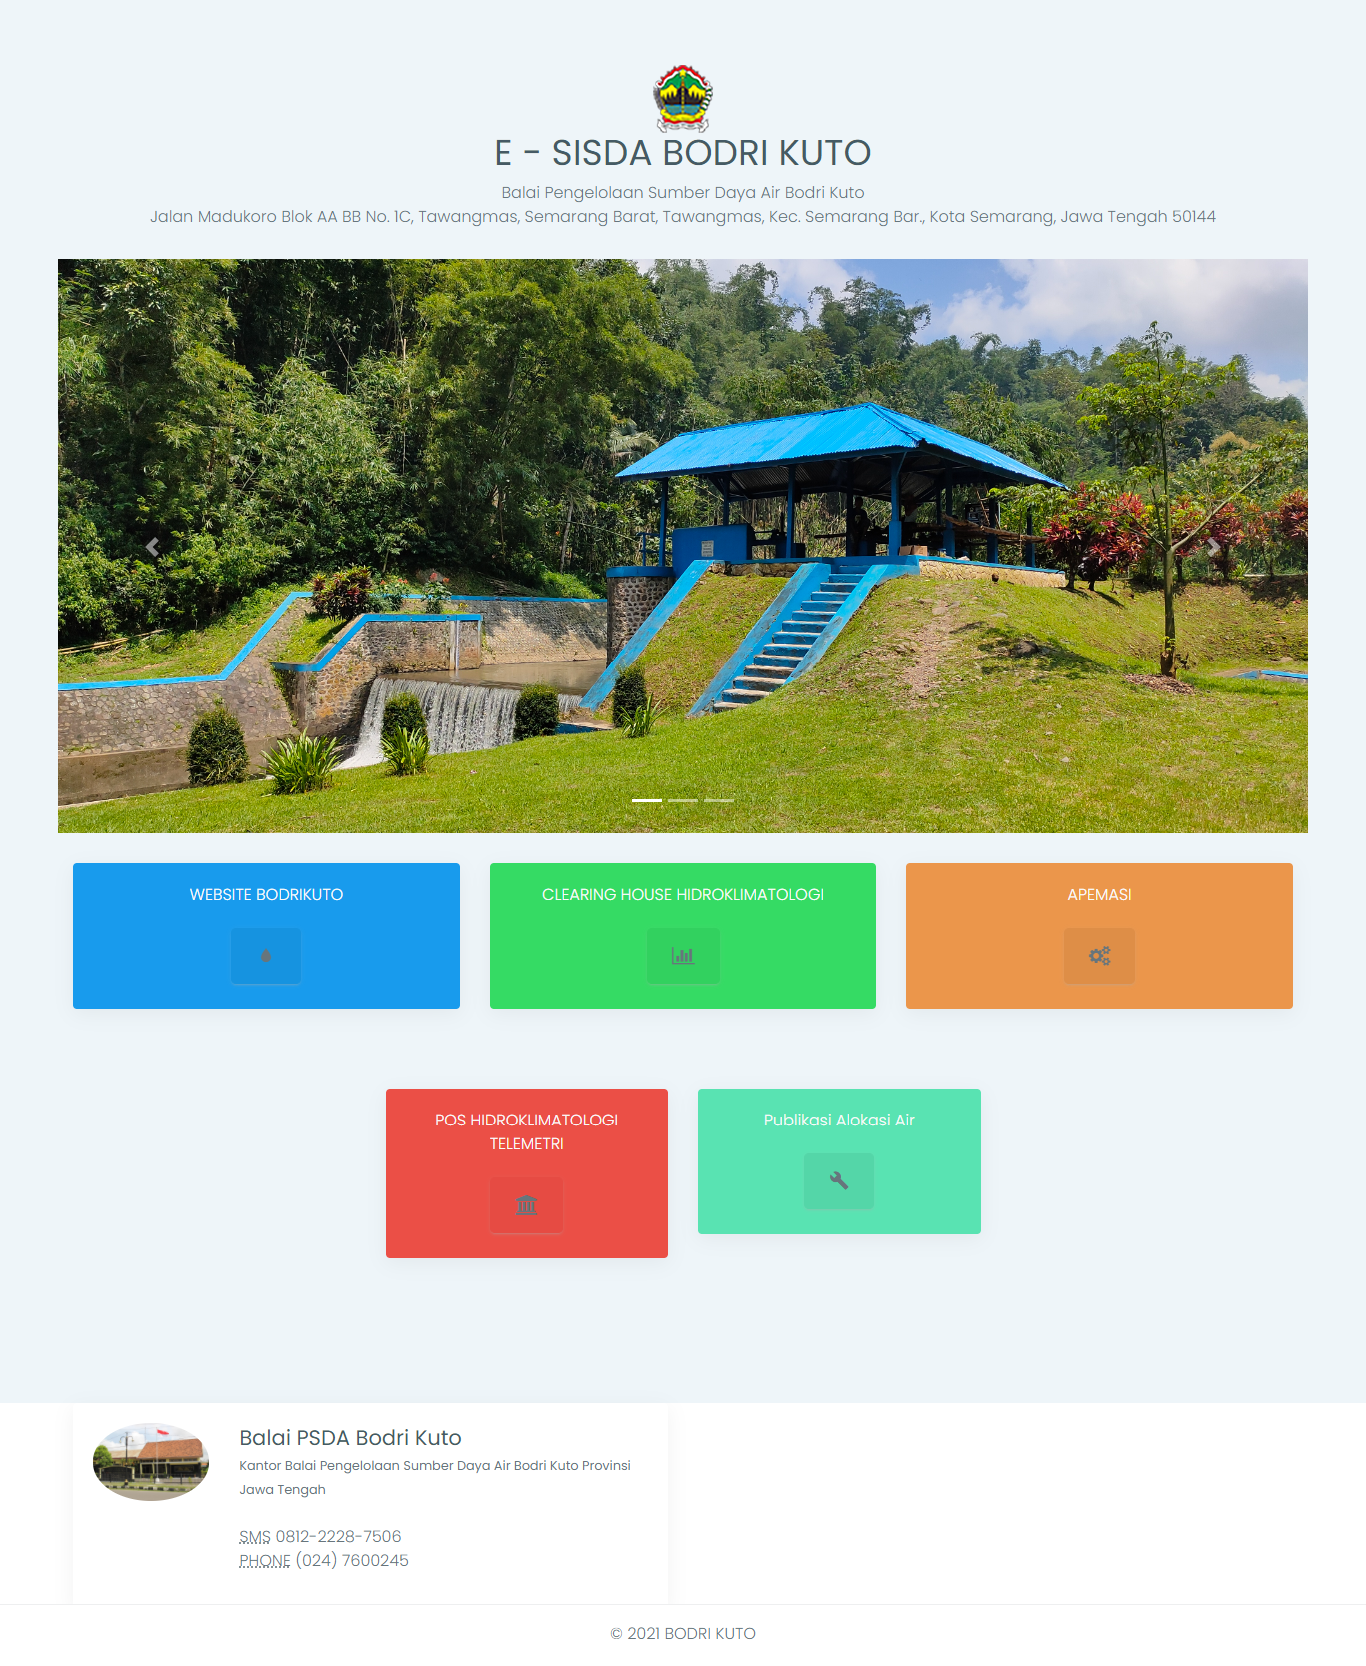 E - SISDA BODRI KUTO
Balai Pengelolaan Sumber Daya Air Bodri Kuto
Jalan Madukoro Blok AA BB No. 1C, Tawangmas, Semarang Barat, Tawangmas, Kec. Semarang Bar., Kota Semarang, Jawa Tengah 50144
WEBSITE BODRIKUTO
CLEARING HOUSE HIDROKLIMATOLOGI
APEMASI
POS HIDROKLIMATOLOGI
TELEMETRI
Publikasi Alokasi Air
Balai PSDA Bodri Kuto
Kantor Balai Pengelolaan Sumber Daya Air Bodri Kuto Provinsi
Jawa Tengah
SMS 0812-2228-7506
PHONE (024) 7600245
© 2021 BODRI KUTO